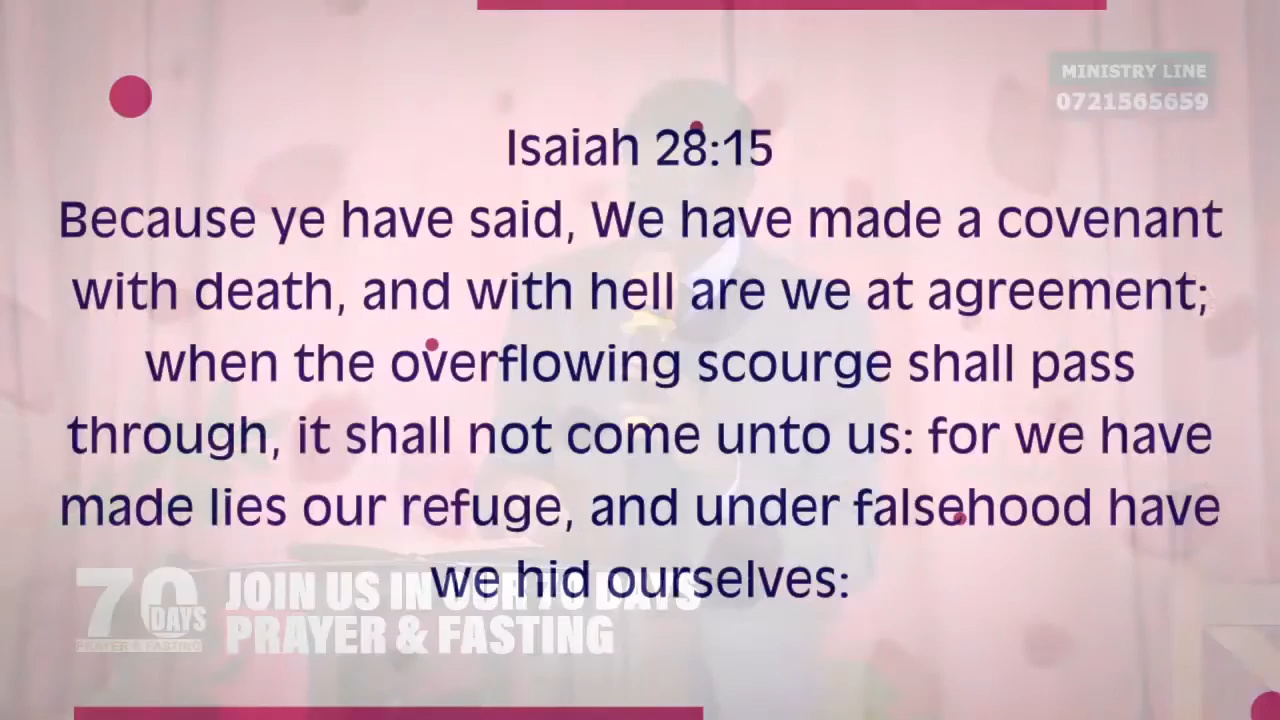 MINISTRY LINE
0721565659
Isaiah 28:15
Because ye have said, We have made a covenant
with death, and with hell are we at agreement;
when the overflowing scourge shall pass
through, it shall not come unto us: for we have
made lies our refuge, and under falsehood have
we hid ourselves:
70
DAYS
PRAYER & FASTING
JOIN US IN OUR 70 DAYS
PRAYER & FASTING